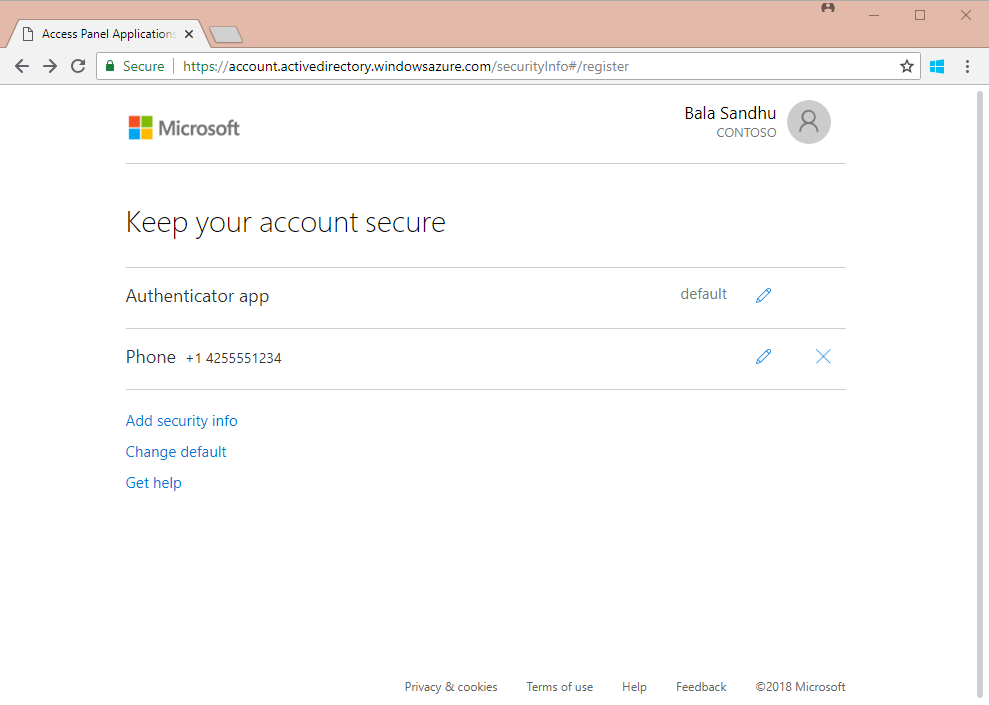 Access Panel Applications
Secure https://account.activedirectory.windowsazure.com/securityInfo#/register
Microsoft
Bala Sandhu
CONTOSO
Keep your account secure
Authenticator app default
Phone +1 4255551234
Add security info
Change default
Get help
Privacy & cookies Terms of use Help Feedback ©2018 Microsoft